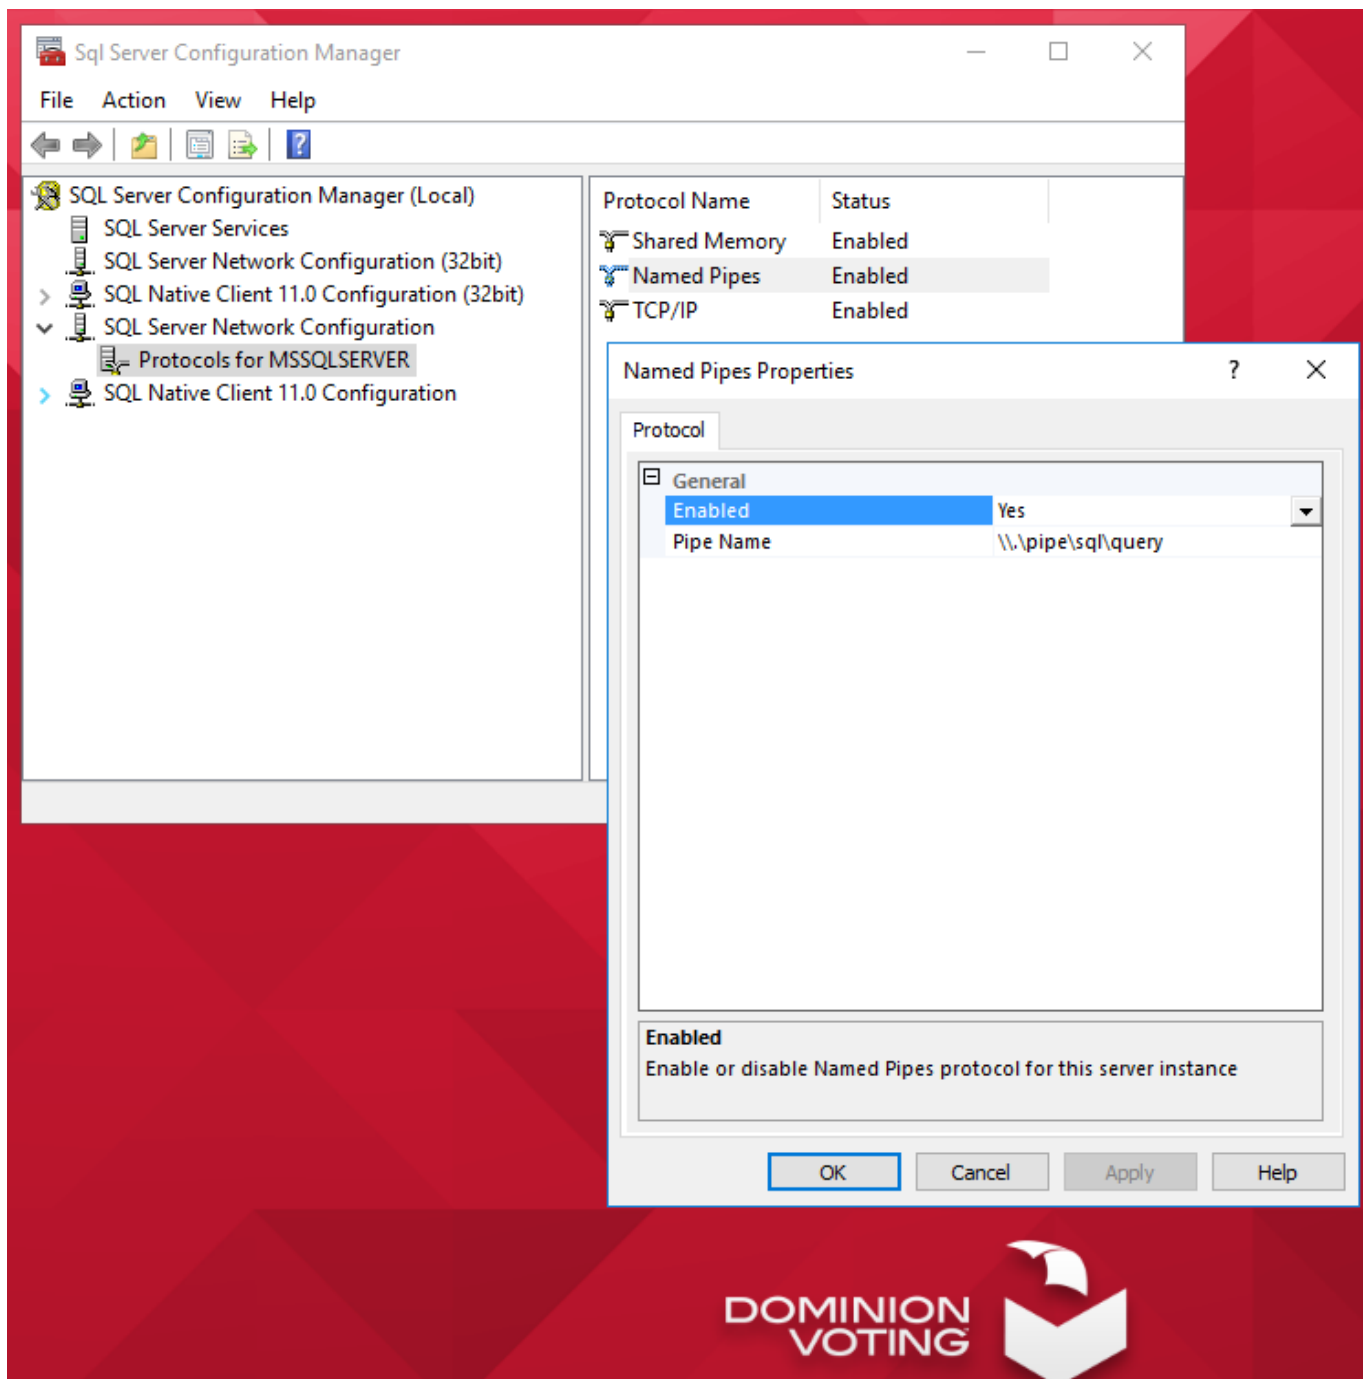 Sql Server Configuration Manager
File Action View Help
SQL Server Configuration Manager (Local)
SQL Server Services
SQL Server Network Configuration (32bit)
SQL Native Client 11.0 Configuration (32bit)
SQL Server Network Configuration
Protocols for MSSQLSERVER
SQL Native Client 11.0 Configuration
Protocol Name Status
Shared Memory Enabled
Named Pipes Enabled
TCP/IP Enabled
Named Pipes Properties
Protocol
General
Enabled Yes
Pipe Name \\.\pipe\sql\query
Enabled
Enable or disable Named Pipes protocol for this server instance
OK Cancel Apply Help
DOMINION
VOTING